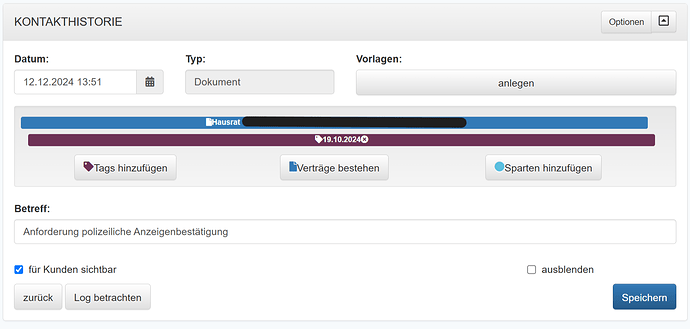 KONTAKTHISTORIE
Optionen
Datum:
Typ:
Vorlagen:
12.12.2024 13:51
Dokument
anlegen
Hausrat
19.10.2024
Tags hinzufügen
Verträge bestehen
Sparten hinzufügen
Betreff:
Anforderung polizeiliche Anzeigenbestätigung
für Kunden sichtbar
ausblenden
zurück
Log betrachten
Speichern